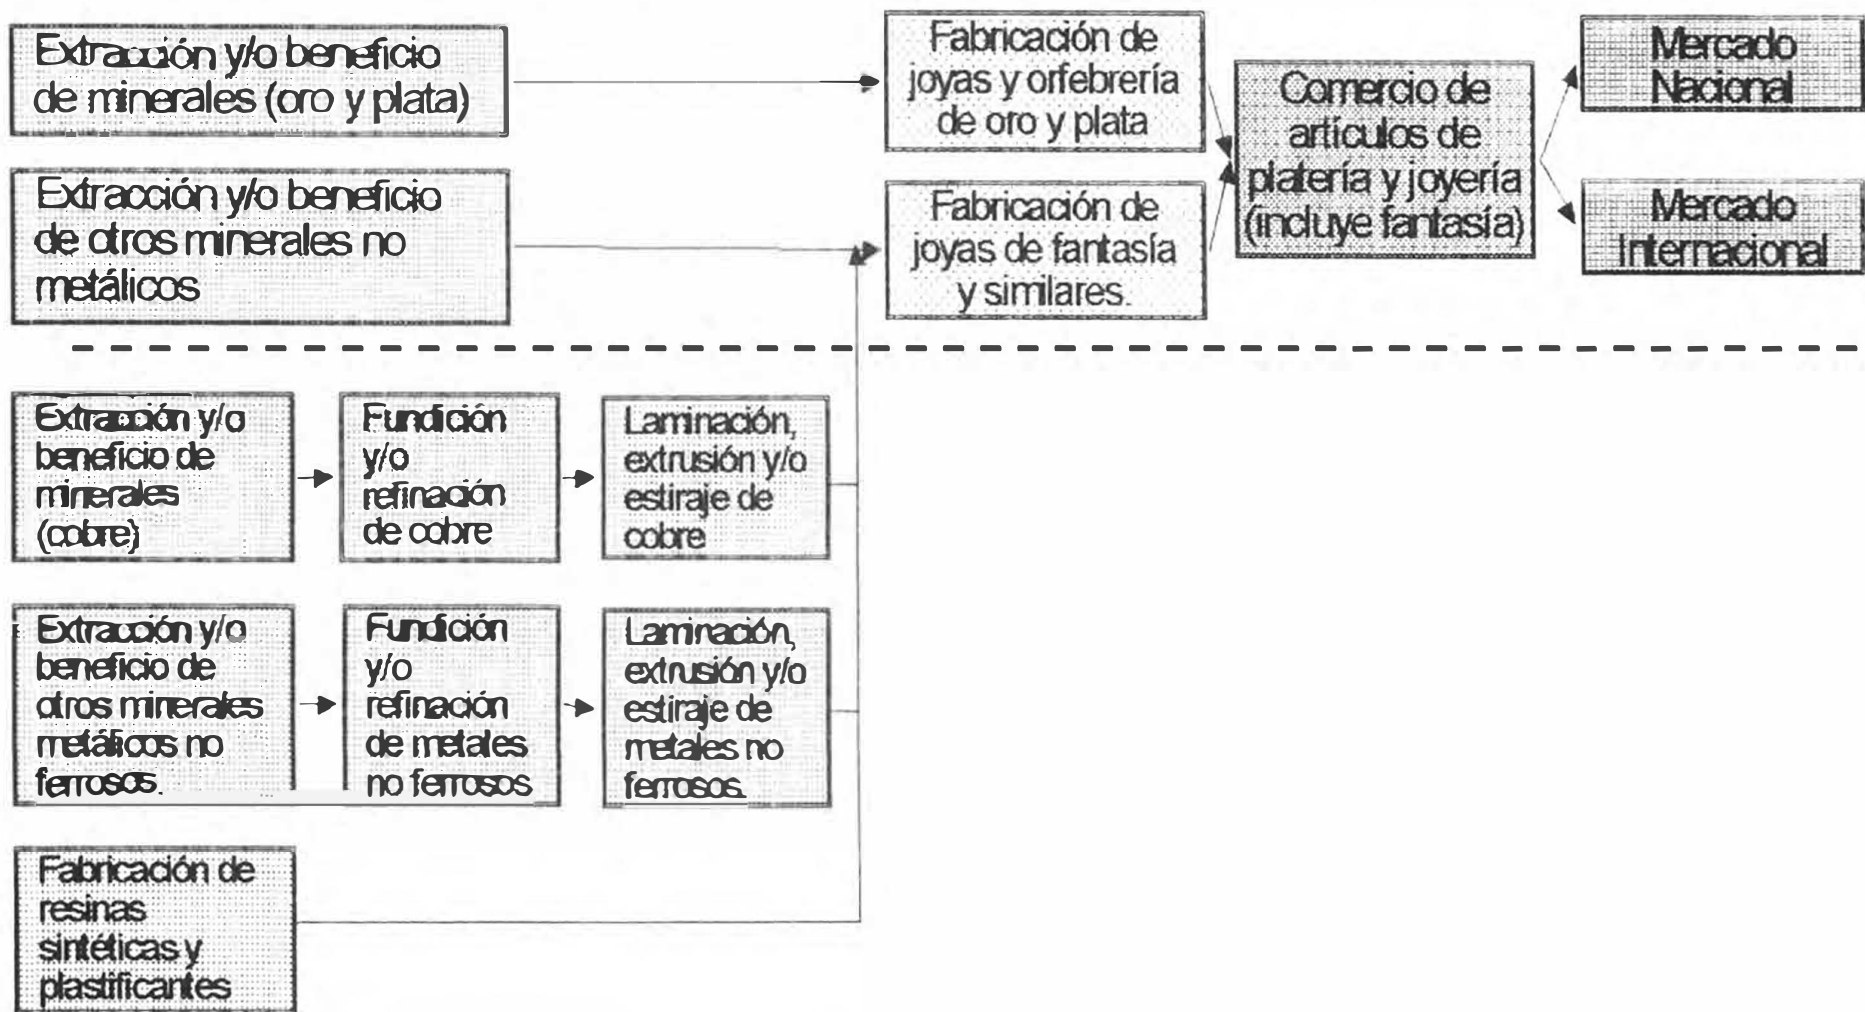 Extracción y/o beneficio
de minerales (oro y plata)
Fabricación de
joyas y orfebrería
de oro y plata
Comercio de
artículos de
platería y joyería
(incluye fantasía)
Mercado
Nacional
Extracción y/o beneficio
de otros minerales no
metálicos
Fabricación de
joyas de fantasía
y similares.
Mercado
Internacional
Extracción y/o
beneficio de
minerales
(cobre)
Fundición
y/o
refinación
de cobre
Laminación,
extrusión y/o
estiraje de
cobre
Extracción y/o
beneficio de
otros minerales
metálicos no
ferrosos.
Fundición
y/o
refinación
de metales
no ferrosos
Laminación,
extrusión y/o
estiraje de
metales no
ferrosos.
Fabricación de
resinas
sintéticas y
plastificantes